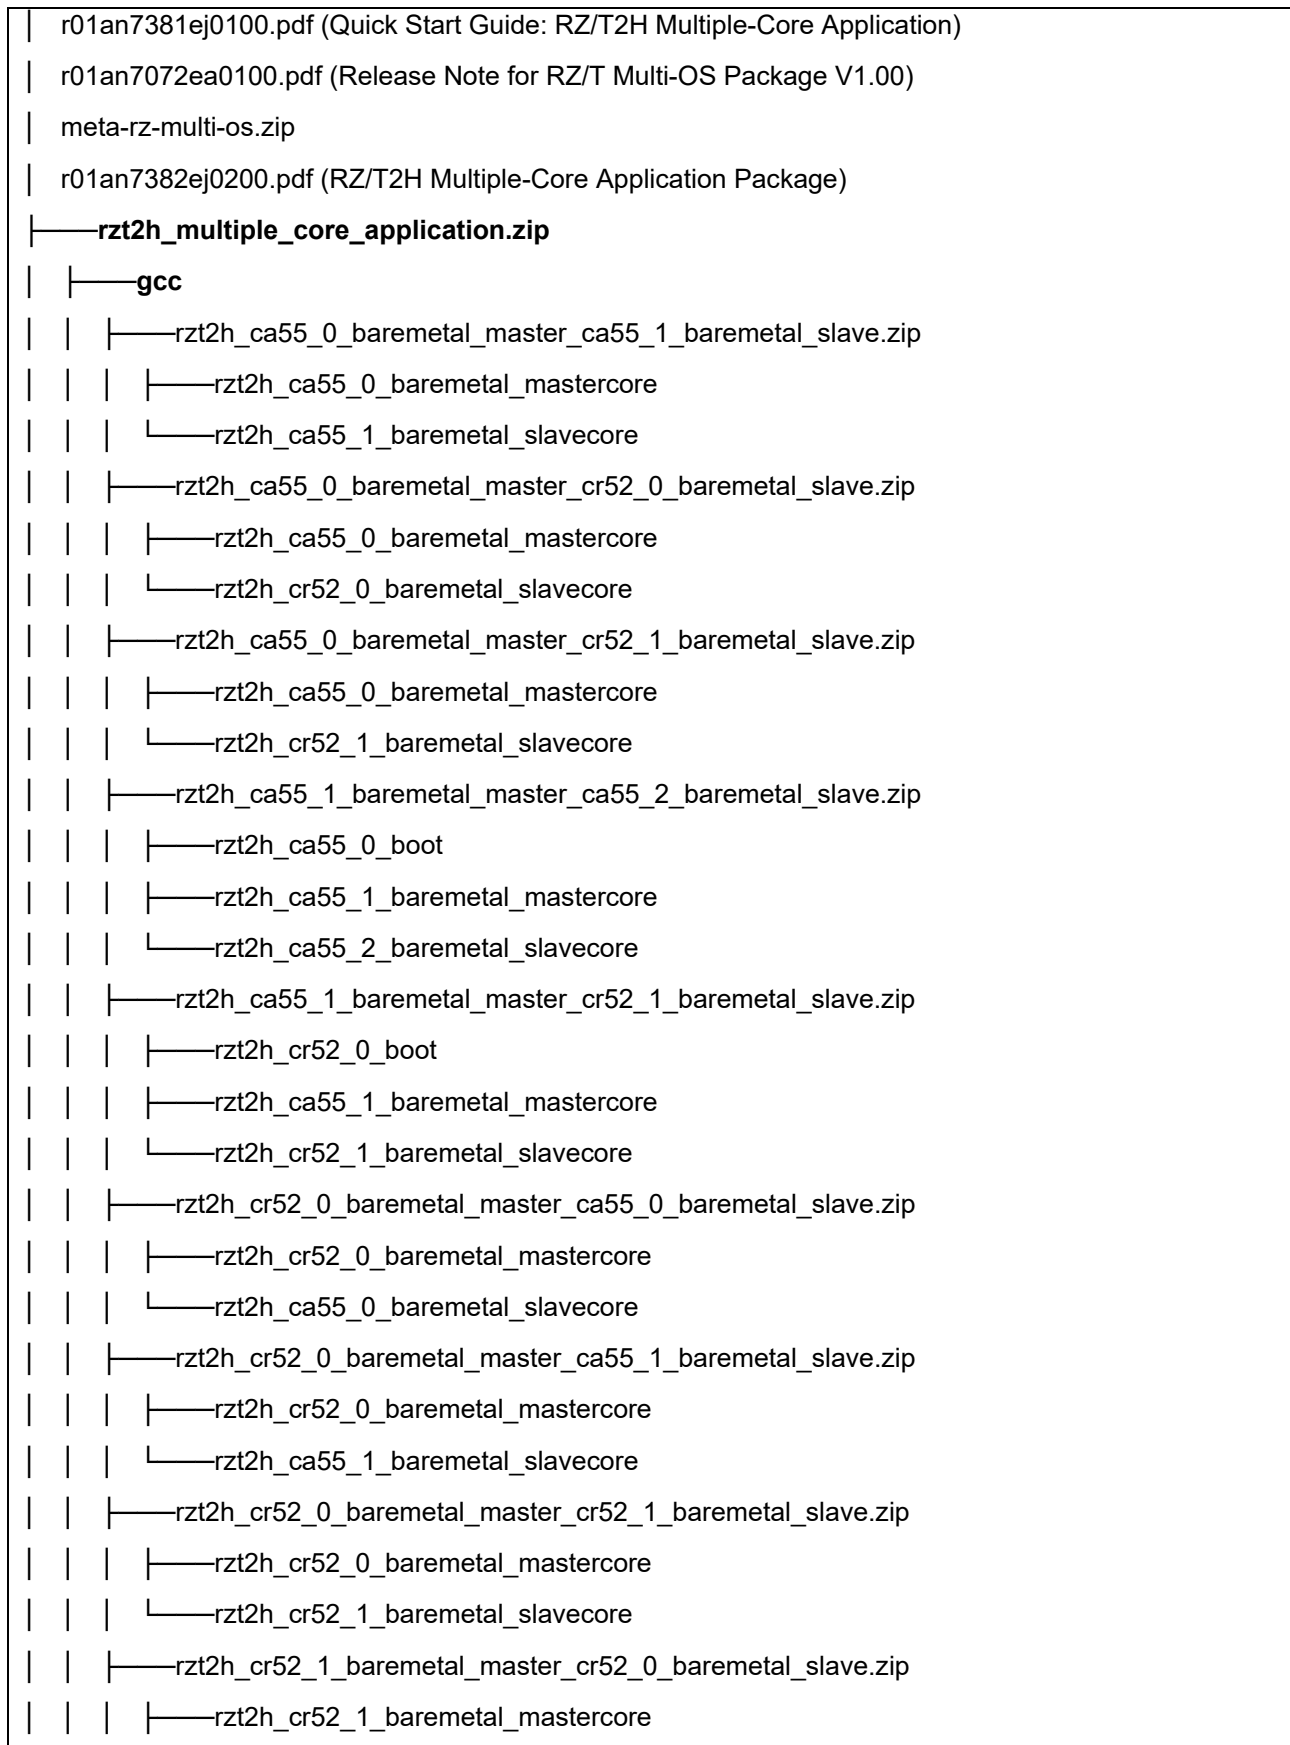 │ r01an7381ej0100.pdf (Quick Start Guide: RZ/T2H Multiple-Core Application)
│ r01an7072ea0100.pdf (Release Note for RZ/T Multi-OS Package V1.00)
│ meta-rz-multi-os.zip
│ r01an7382ej0200.pdf (RZ/T2H Multiple-Core Application Package)
├──rzt2h_multiple_core_application.zip
│ ├──gcc
│ │ ├──rzt2h_ca55_0_baremetal_master_ca55_1_baremetal_slave.zip
│ │ │ ├──rzt2h_ca55_0_baremetal_mastercore
│ │ │ └──rzt2h_ca55_1_baremetal_slavecore
│ │ ├──rzt2h_ca55_0_baremetal_master_cr52_0_baremetal_slave.zip
│ │ │ ├──rzt2h_ca55_0_baremetal_mastercore
│ │ │ └──rzt2h_cr52_0_baremetal_slavecore
│ │ ├──rzt2h_ca55_0_baremetal_master_cr52_1_baremetal_slave.zip
│ │ │ ├──rzt2h_ca55_0_baremetal_mastercore
│ │ │ └──rzt2h_cr52_1_baremetal_slavecore
│ │ ├──rzt2h_ca55_1_baremetal_master_ca55_2_baremetal_slave.zip
│ │ │ ├──rzt2h_ca55_0_boot
│ │ │ ├──rzt2h_ca55_1_baremetal_mastercore
│ │ │ └──rzt2h_ca55_2_baremetal_slavecore
│ │ ├──rzt2h_ca55_1_baremetal_master_cr52_1_baremetal_slave.zip
│ │ │ ├──rzt2h_cr52_0_boot
│ │ │ ├──rzt2h_ca55_1_baremetal_mastercore
│ │ │ └──rzt2h_cr52_1_baremetal_slavecore
│ │ ├──rzt2h_cr52_0_baremetal_master_ca55_0_baremetal_slave.zip
│ │ │ ├──rzt2h_cr52_0_baremetal_mastercore
│ │ │ └──rzt2h_ca55_0_baremetal_slavecore
│ │ ├──rzt2h_cr52_0_baremetal_master_ca55_1_baremetal_slave.zip
│ │ │ ├──rzt2h_cr52_0_baremetal_mastercore
│ │ │ └──rzt2h_ca55_1_baremetal_slavecore
│ │ ├──rzt2h_cr52_0_baremetal_master_cr52_1_baremetal_slave.zip
│ │ │ ├──rzt2h_cr52_0_baremetal_mastercore
│ │ │ └──rzt2h_cr52_1_baremetal_slavecore
│ │ ├──rzt2h_cr52_1_baremetal_master_cr52_0_baremetal_slave.zip
│ │ │ ├──rzt2h_cr52_1_baremetal_mastercore